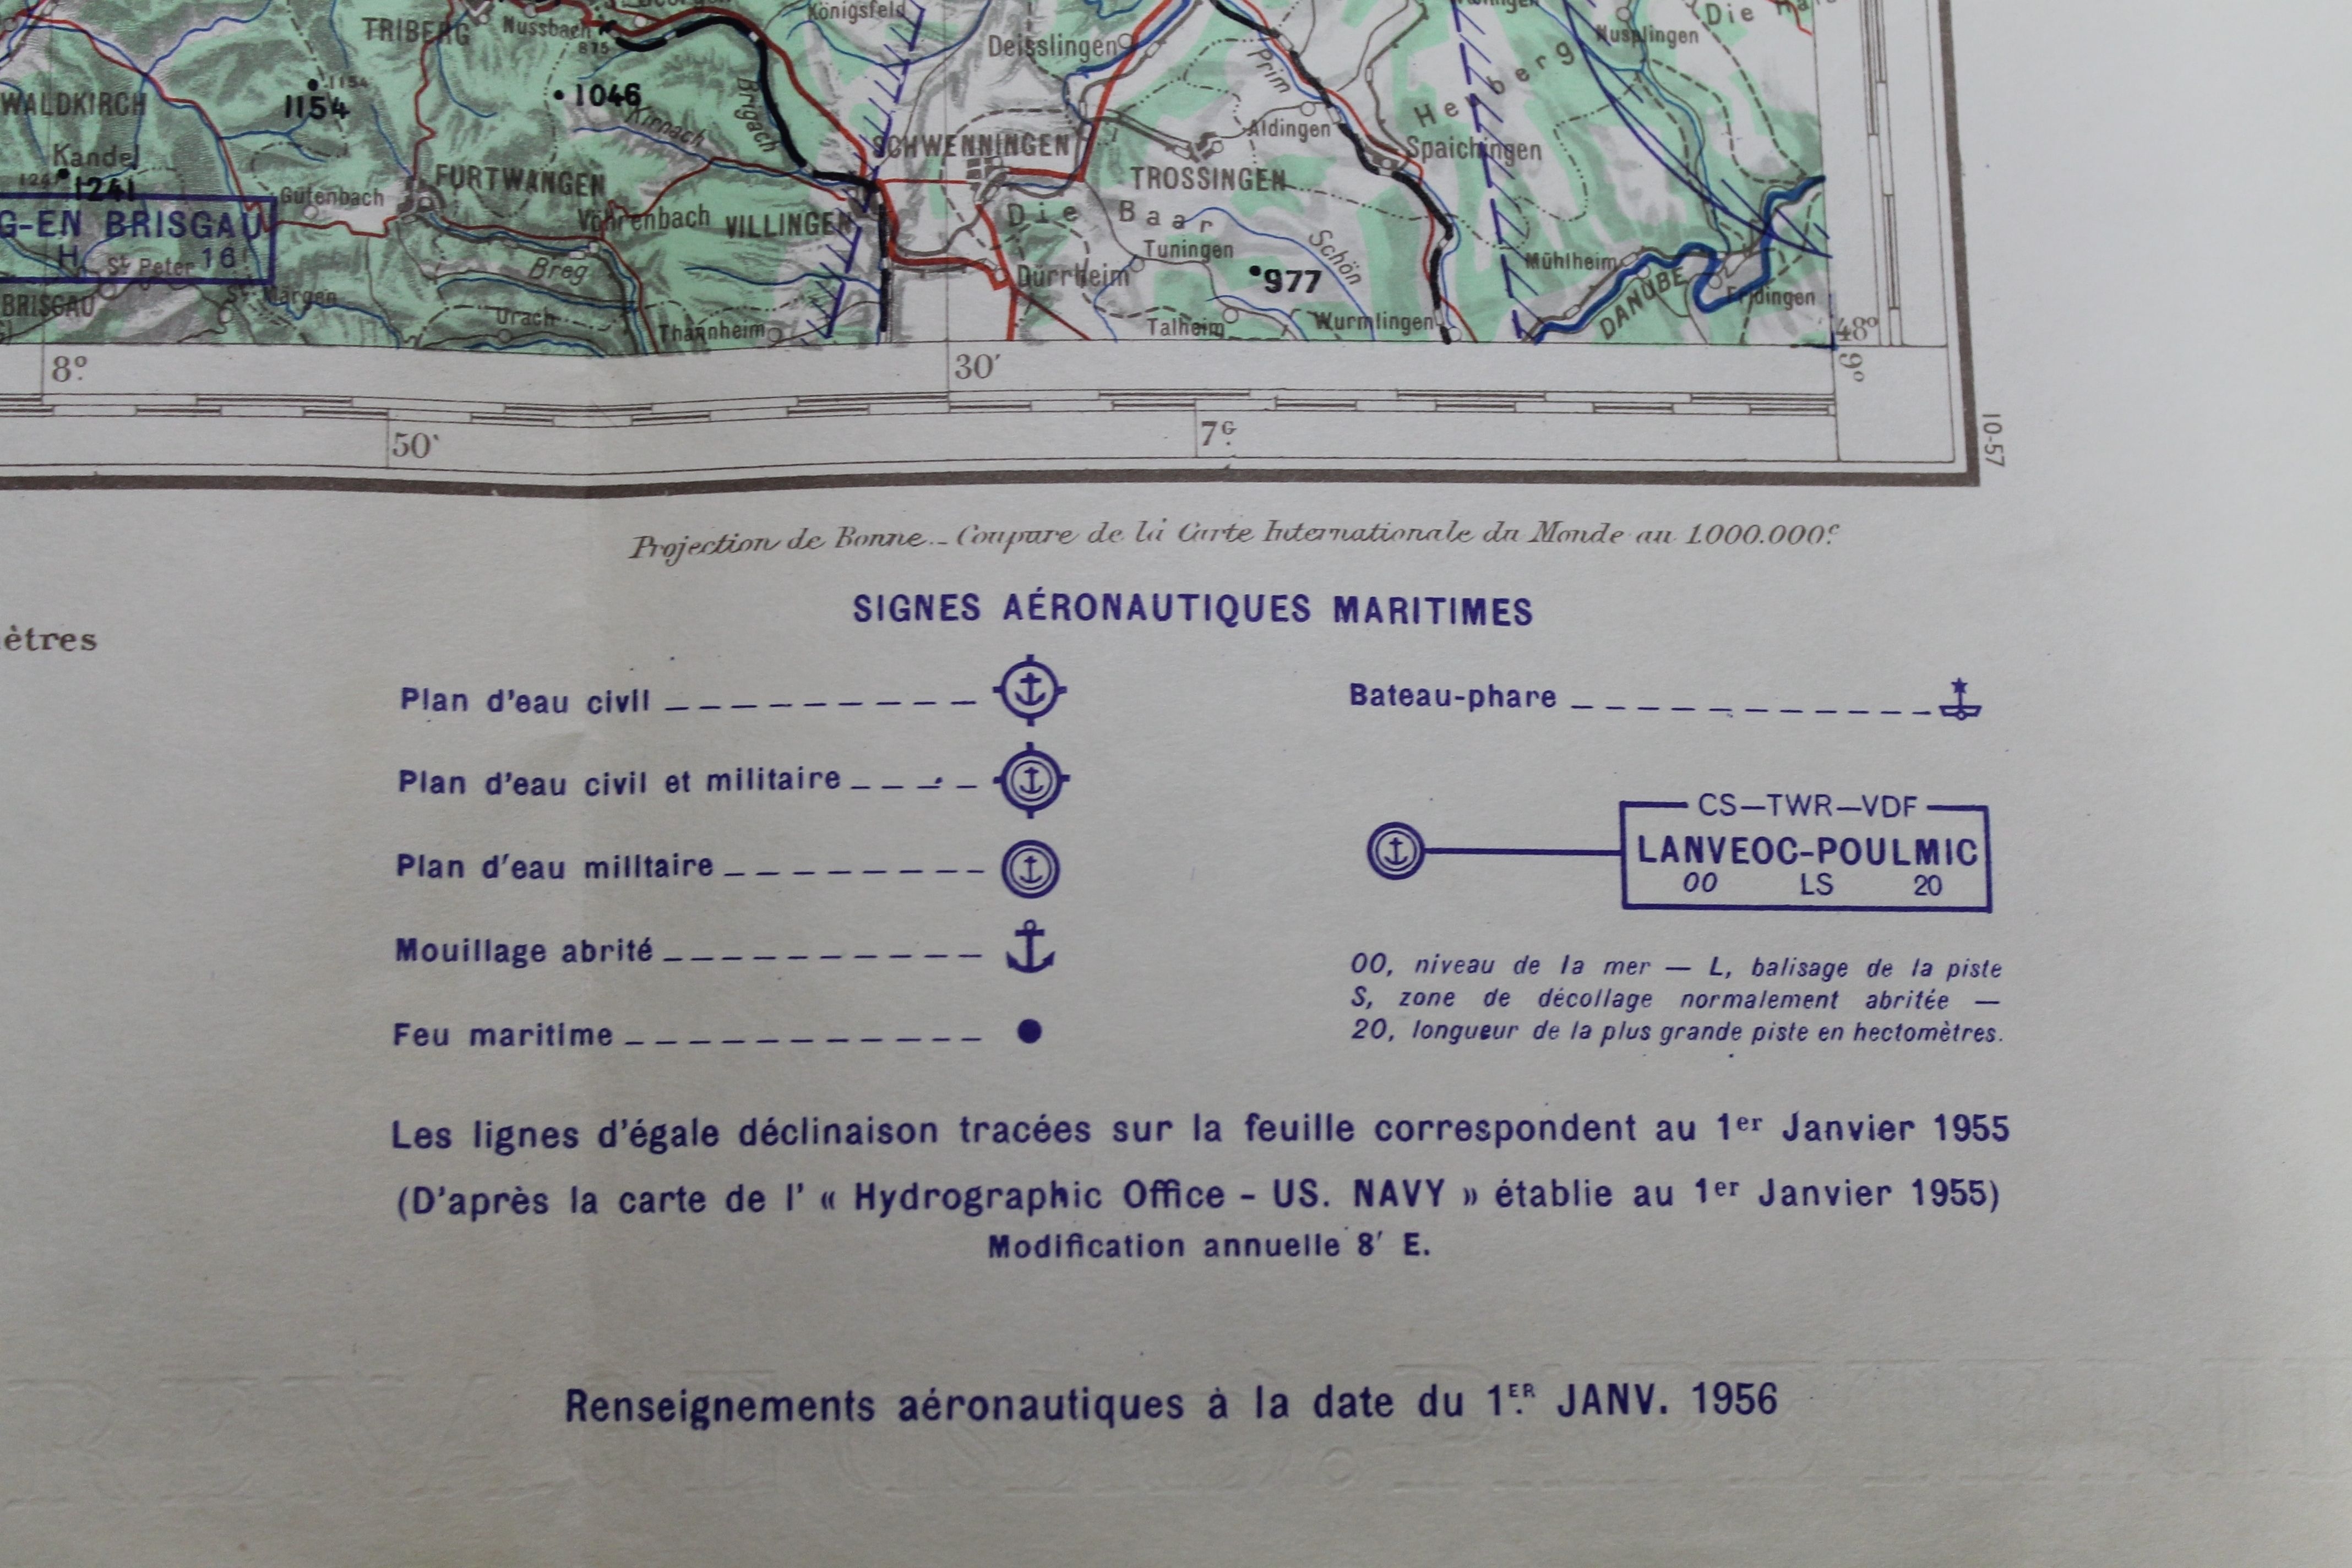 Königsfeld
TRIBERG
Nussbach
875
Deisslingen
Nusplingen
Prim
Heuberg
WALDKIRCH
1154
1154
1046
Kirnach
Brigach
SCHWENNINGEN
Aldingen
Spaichingen
Kandel
1241
FURTWANGEN
TROSSINGEN
Gütenbach
G-EN BRISGAU
H 16
Vöhrenbach
VILLINGEN
Die Baar
Tuningen
Schön
St Peter
Breg
Dürrheim
977
Mühlheim
DANUBE
Fridingen
BRISGAU
St Märgen
Urach
Thannheim
Talheim
Wurmlingen
48°
8°
30'
9°
50'
7G
10-57
Projection de Bonne._ Coupure de la Carte Internationale du Monde au 1.000.000e
ètres
SIGNES AÉRONAUTIQUES MARITIMES
Plan d'eau civil
Bateau-phare
Plan d'eau civil et militaire
CS—TWR—VDF
LANVEOC-POULMIC
00 LS 20
Plan d'eau militaire
Mouillage abrité
Feu maritime
00, niveau de la mer — L, balisage de la piste
S, zone de décollage normalement abritée —
20, longueur de la plus grande piste en hectomètres.
Les lignes d'égale déclinaison tracées sur la feuille correspondent au 1er Janvier 1955
(D'après la carte de l' « Hydrographic Office - US. NAVY » établie au 1er Janvier 1955)
Modification annuelle 8' E.
Renseignements aéronautiques à la date du 1ER JANV. 1956